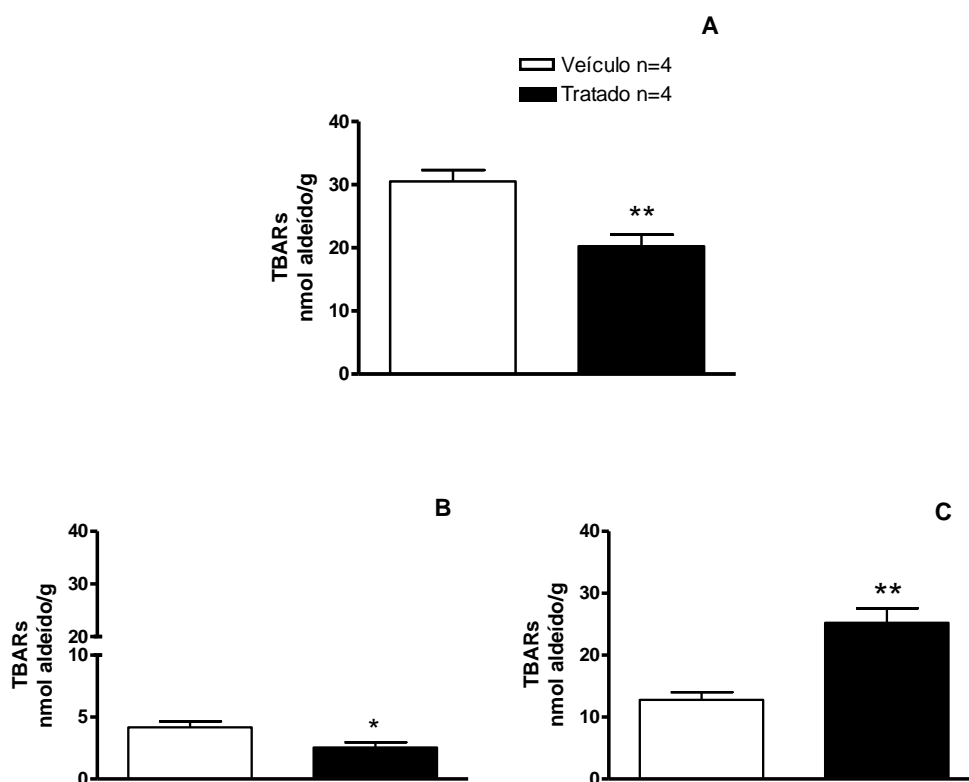 A
Veículo n=4
Tratado n=4
40
30
20
10
0
TBARs
nmol aldeído/g
**
B
40
30
20
10
5
0
TBARs
nmol aldeído/g
*
C
40
30
20
10
0
TBARs
nmol aldeído/g
**